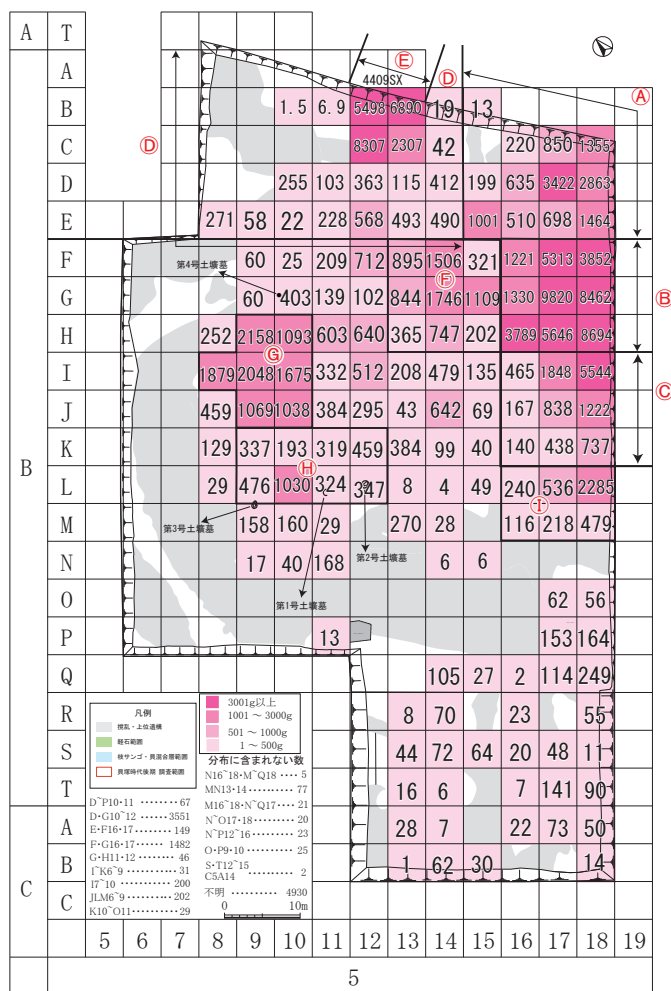 A T
A Ⓔ
4409SX Ⓓ Ⓐ
B 1.5 6.9 5498 6890 19 13
C 8307 2307 42 220 850 1355
Ⓓ
D 255 103 363 115 412 199 635 3422 2863
E 271 58 22 228 568 493 490 1001 510 698 1464
F 60 25 209 712 895 1506 321 1221 5313 3852
第4号土壙墓
Ⓕ Ⓑ
G 60 403 139 102 844 1746 1109 1330 9820 8462
H 252 2158 1093 603 640 365 747 202 3789 5646 8694
Ⓖ
I 1879 2048 1675 332 512 208 479 135 465 1848 5544
Ⓒ
J 459 1069 1038 384 295 43 642 69 167 838 1222
B K 129 337 193 319 459 384 99 40 140 438 737
Ⓗ
L 29 476 1030 324 347 8 4 49 240 536 2285
Ⓘ
M 158 160 29 270 28 116 218 479
第3号土壙墓
N 17 40 168 6 6
第2号土壙墓
第1号土壙墓
O 62 56
P 13 153 164
Q 105 27 2 114 249
R 8 70 23 55
S 44 72 64 20 48 11
T 16 6 7 141 90
A 28 7 22 73 50
B 1 62 30 14
C C
凡例
撹乱・上位遺構
軽石範囲
枝サンゴ・貝混合層範囲
貝塚時代後期 調査範囲
3001g以上
1001 ～ 3000g
501 ～ 1000g
1 ～ 500g
分布に含まれない数
D~P10・11 ‥‥‥ 67
D・G10~12 ‥‥‥ 3551
E・F16・17 ‥‥‥ 149
F・G16・17 ‥‥‥ 1482
G・H11・12 ‥‥‥ 46
I~K6~9 ‥‥‥ 31
I7~10 ‥‥‥ 200
JLM6~9 ‥‥‥ 202
K10~O11 ‥‥‥ 29
N16~18・M~Q18 ‥‥ 5
MN13・14 ‥‥‥ 77
M16~18・N~Q17 ‥‥ 21
N~O17・18 ‥‥‥ 20
N~P12~16 ‥‥‥ 23
O・P9・10 ‥‥‥ 25
S・T12~15
C5A14 ‥‥‥ 2
不明 ‥‥‥ 4930
0 10m
5 6 7 8 9 10 11 12 13 14 15 16 17 18 19
5